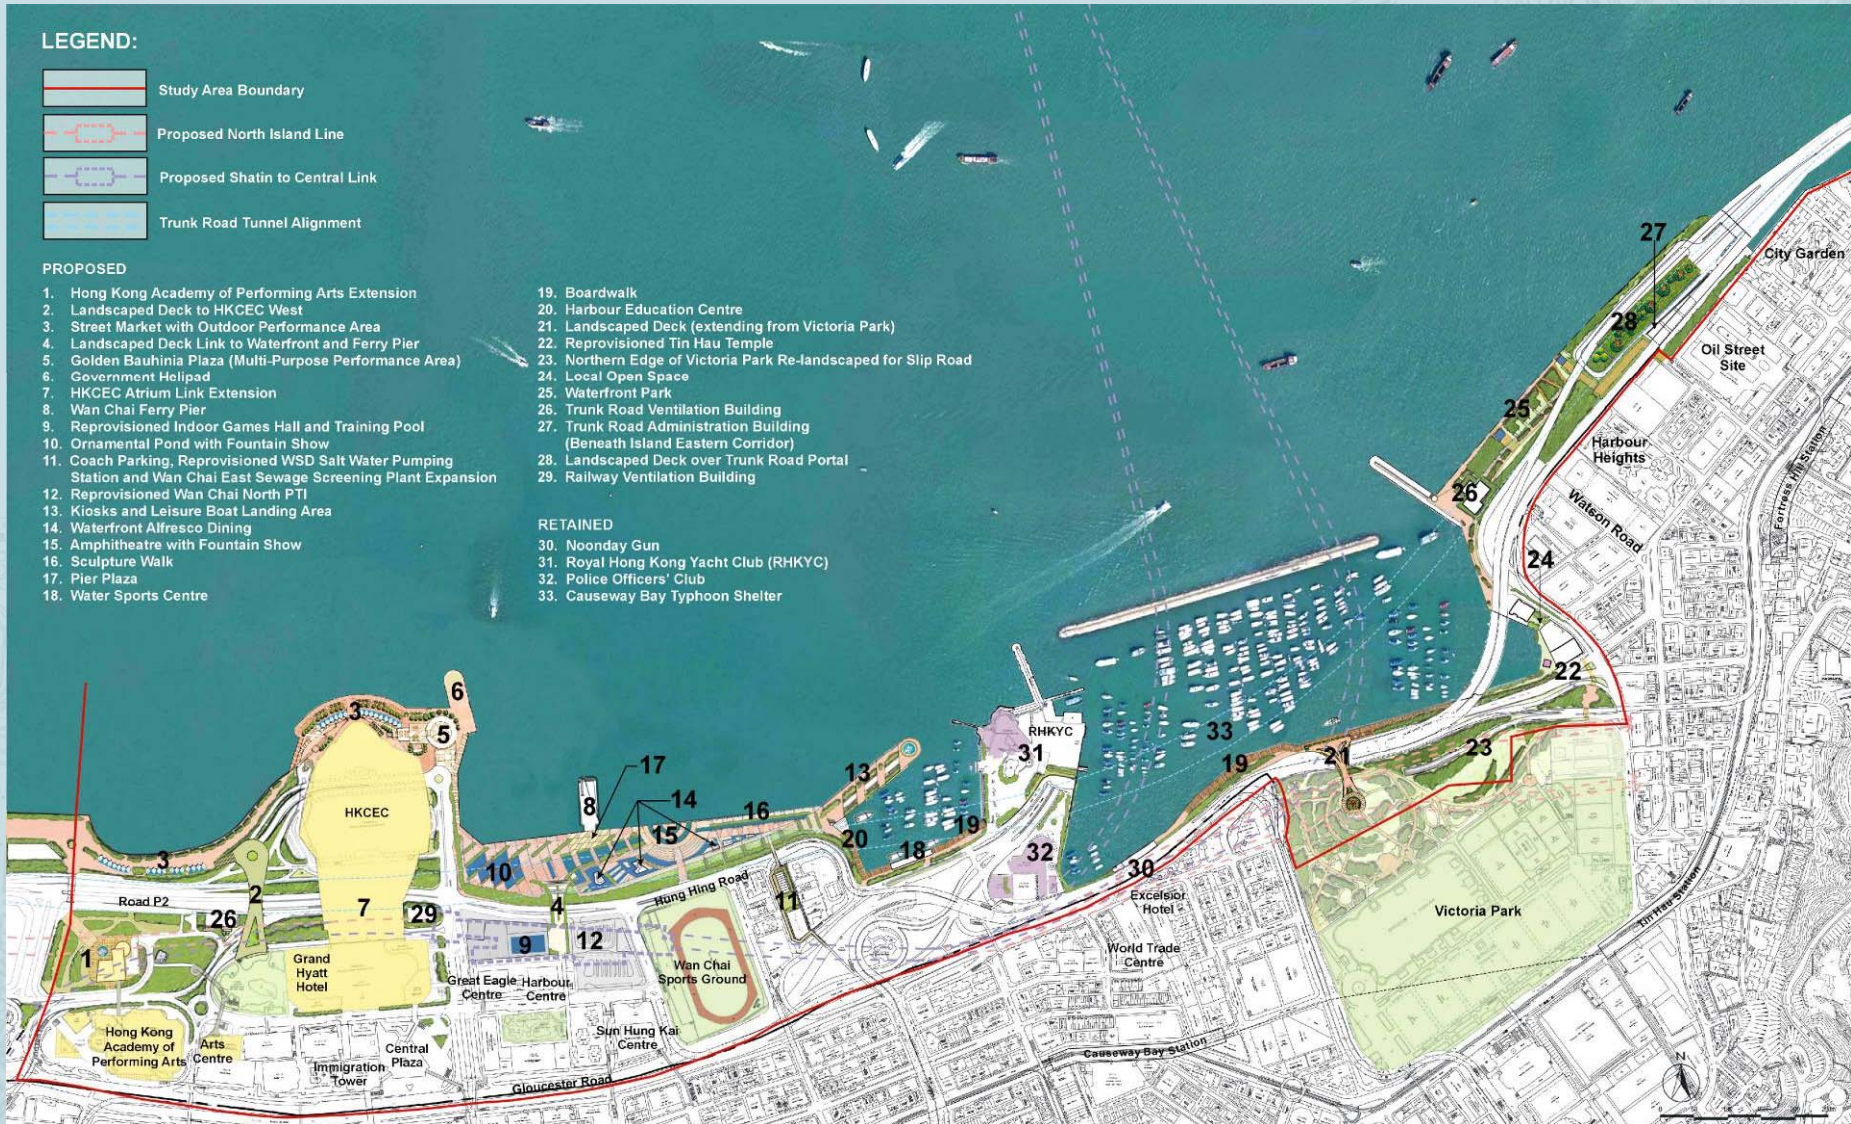 LEGEND:
Study Area Boundary
Proposed North Island Line
Proposed Shatin to Central Link
Trunk Road Tunnel Alignment
PROPOSED
1. Hong Kong Academy of Performing Arts Extension
2. Landscaped Deck to HKCEC West
3. Street Market with Outdoor Performance Area
4. Landscaped Deck Link to Waterfront and Ferry Pier
5. Golden Bauhinia Plaza (Multi-Purpose Performance Area)
6. Government Helipad
7. HKCEC Atrium Link Extension
8. Wan Chai Ferry Pier
9. Reprovisioned Indoor Games Hall and Training Pool
10. Ornamental Pond with Fountain Show
11. Coach Parking, Reprovisioned WSD Salt Water Pumping
Station and Wan Chai East Sewage Screening Plant Expansion
12. Reprovisioned Wan Chai North PTI
13. Kiosks and Leisure Boat Landing Area
14. Waterfront Alfresco Dining
15. Amphitheatre with Fountain Show
16. Sculpture Walk
17. Pier Plaza
18. Water Sports Centre
19. Boardwalk
20. Harbour Education Centre
21. Landscaped Deck (extending from Victoria Park)
22. Reprovisioned Tin Hau Temple
23. Northern Edge of Victoria Park Re-landscaped for Slip Road
24. Local Open Space
25. Waterfront Park
26. Trunk Road Ventilation Building
27. Trunk Road Administration Building
(Beneath Island Eastern Corridor)
28. Landscaped Deck over Trunk Road Portal
29. Railway Ventilation Building
RETAINED
30. Noonday Gun
31. Royal Hong Kong Yacht Club (RHKYC)
32. Police Officers' Club
33. Causeway Bay Typhoon Shelter
27
City Garden
28
Oil Street
Site
25
Harbour
Heights
Fortress Hill Station
26
Watson Road
24
22
6
3
5
RHKYC
31
33
23
21
19
17
13
8
14
16
HKCEC
15
19
20
3
18
32
10
30
2
Hung Hing Road
11
Excelsior
Hotel
Road P2
7
29
4
26
Victoria Park
Tin Hau Station
12
9
1
Grand
Hyatt
Hotel
World Trade
Centre
Wan Chai
Sports Ground
Great Eagle
Centre
Harbour
Centre
Hong Kong
Academy of
Performing Arts
Arts
Centre
Sun Hung Kai
Centre
Central
Plaza
Causeway Bay Station
Immigration
Tower
Gloucester Road
N